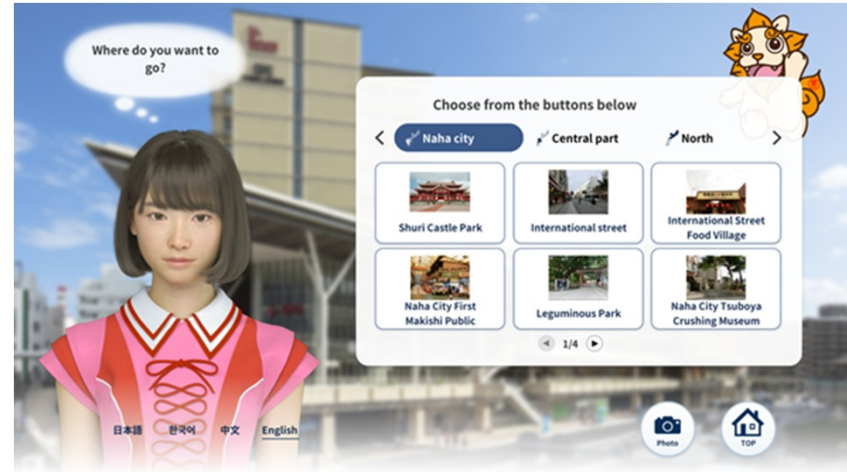 Where do you want to
go?
Choose from the buttons below
Naha city
Central part
North
Shuri Castle Park
International street
International Street
Food Village
Naha City First
Makishi Public
Leguminous Park
Naha City Tsuboya
Crushing Museum
1/4
日本語
한국어
中文
English
Photo
TOP